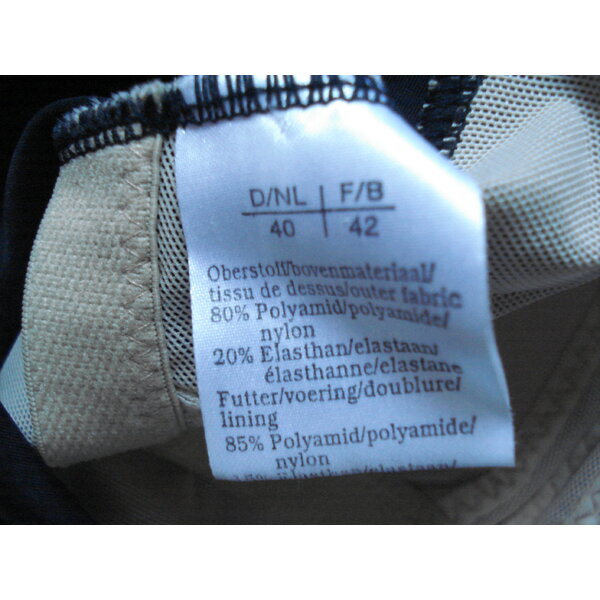 D/NL F/B
40 42
Oberstoff/bovenmateriaal/
tissu de dessus/outer fabric
80% Polyamid/polyamide/
nylon
20% Elasthan/elastaan/
élasthanne/elastane
Futter/voering/doublure/
lining
85% Polyamid/polyamide/
nylon